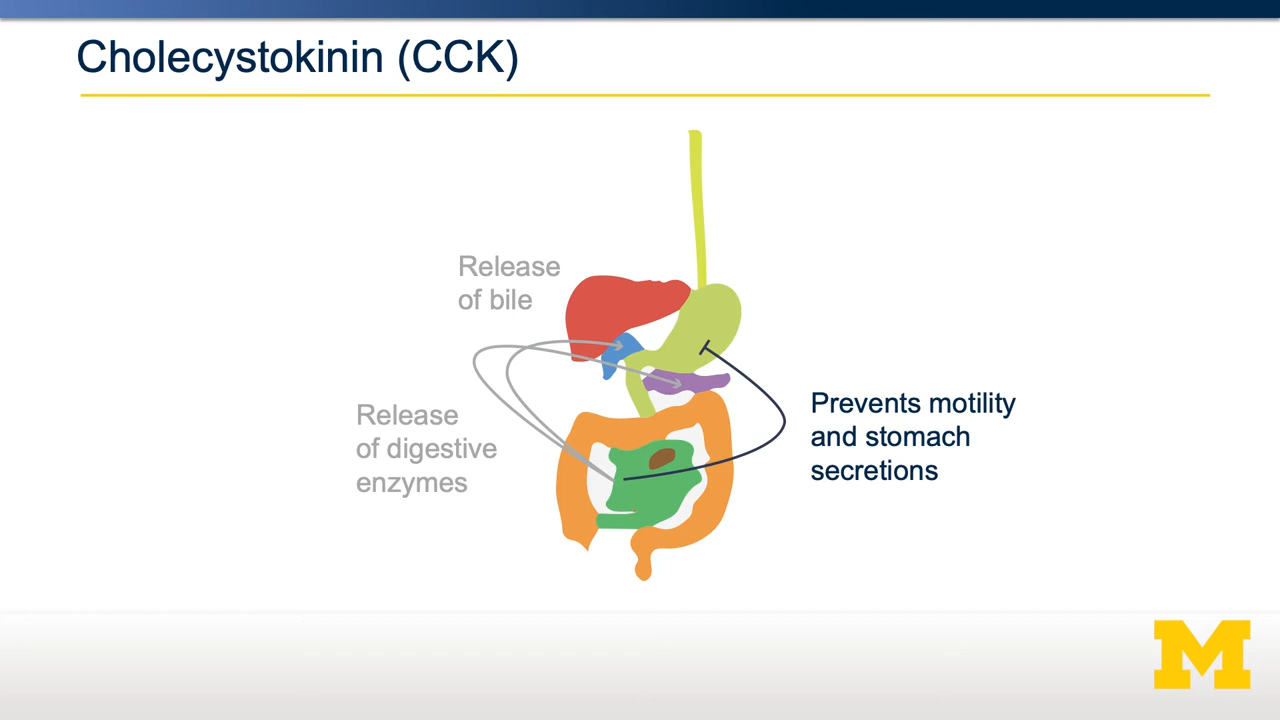 Cholecystokinin (CCK)
Release
of bile
Release
of digestive
enzymes
Prevents motility
and stomach
secretions
M